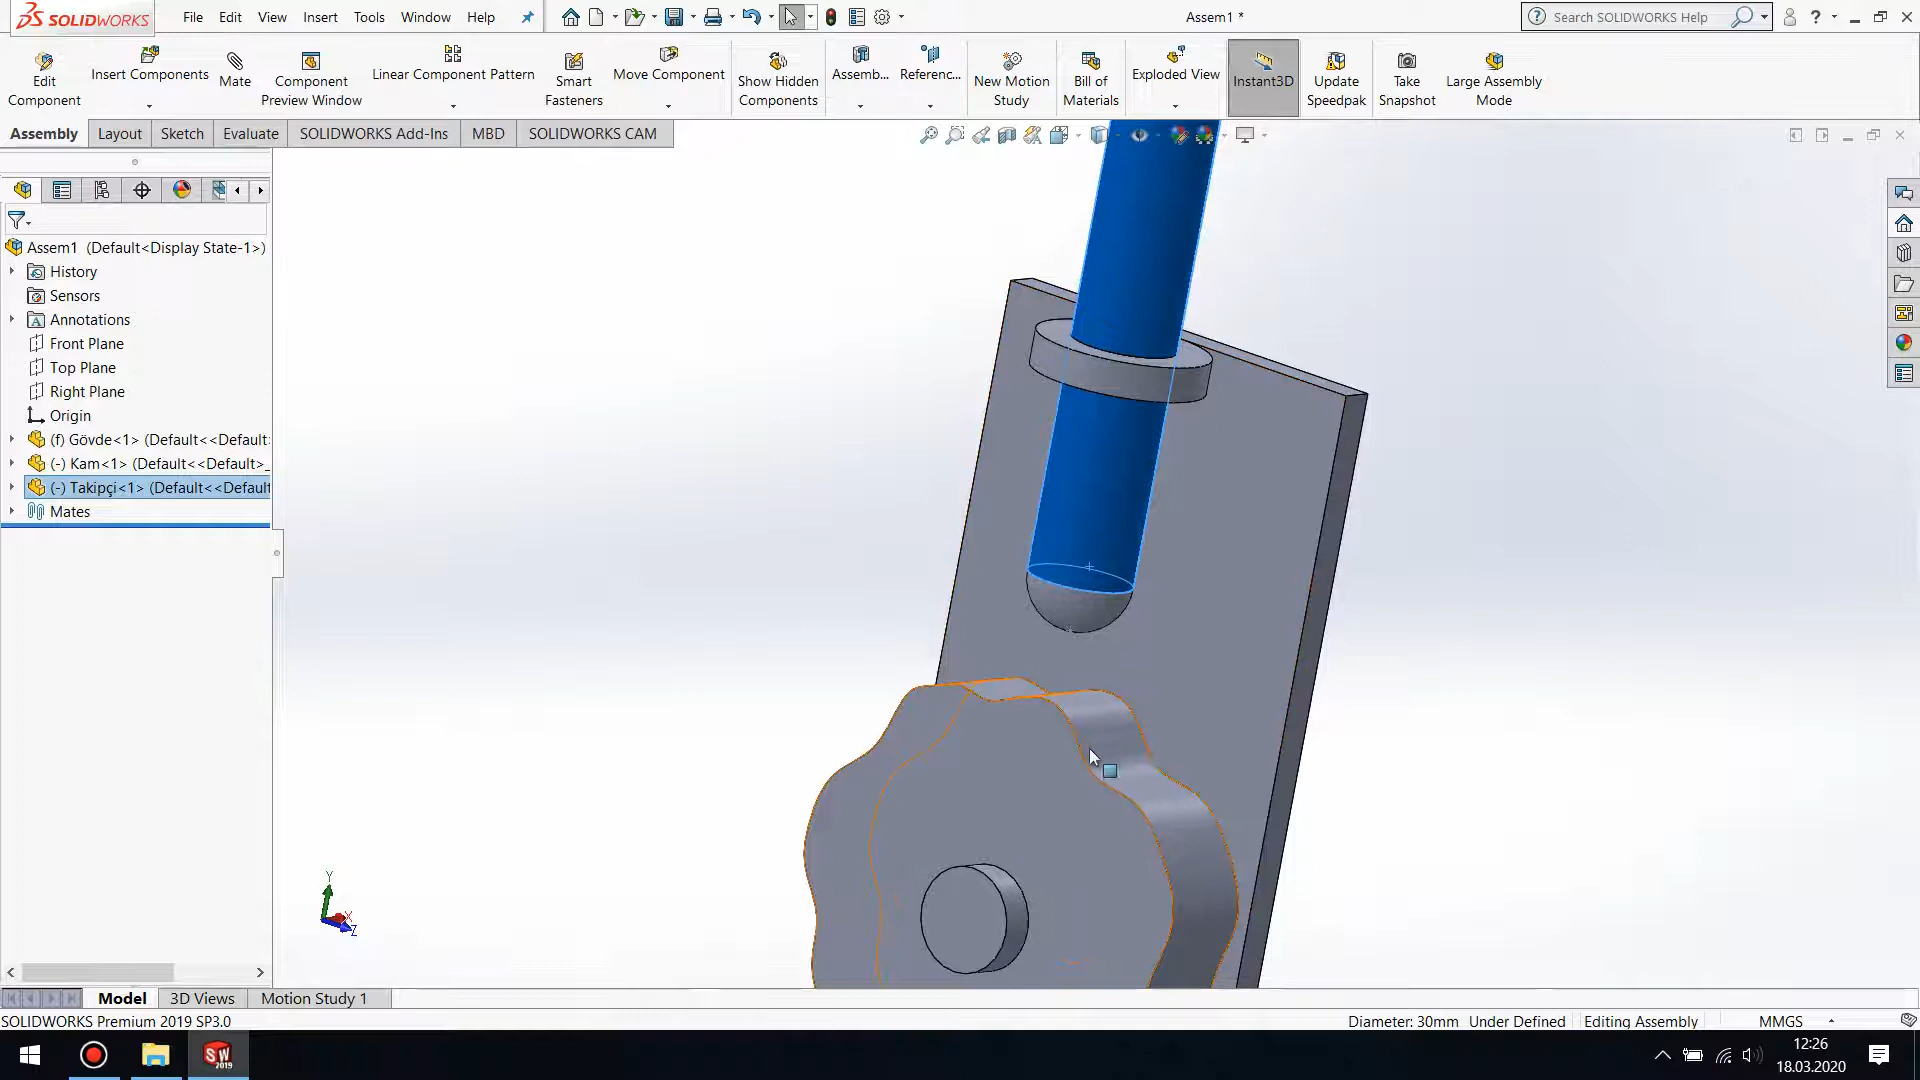 SOLIDWORKS File Edit View Insert Tools Window Help Assem1 * Search SOLIDWORKS Help ?
Edit Component
Insert Components
Mate
Component Preview Window
Linear Component Pattern
Smart Fasteners
Move Component
Show Hidden Components
Assemb...
Referenc...
New Motion Study
Bill of Materials
Exploded View
Instant3D
Update Speedpak
Take Snapshot
Large Assembly Mode
Assembly Layout Sketch Evaluate SOLIDWORKS Add-Ins MBD SOLIDWORKS CAM
Assem1 (Default<Display State-1>)
History
Sensors
Annotations
Front Plane
Top Plane
Right Plane
Origin
(f) Gövde<1> (Default<<Default:
(-) Kam<1> (Default<<Default>_
(-) Takipçi<1> (Default<<Default
Mates
Y
X
Z
Model 3D Views Motion Study 1
SOLIDWORKS Premium 2019 SP3.0 Diameter: 30mm Under Defined Editing Assembly MMGS
SW 2019
12:26
18.03.2020